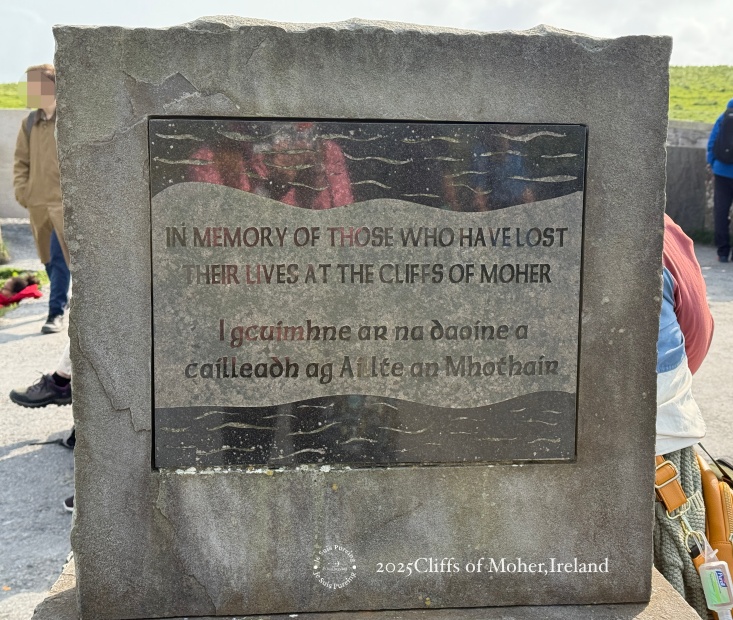 IN MEMORY OF THOSE WHO HAVE LOST
THEIR LIVES AT THE CLIFFS OF MOHER
I gcuimhne ar na daoine a
cailleadh ag Aillte an Mhothair
2025Cliffs of Moher,Ireland